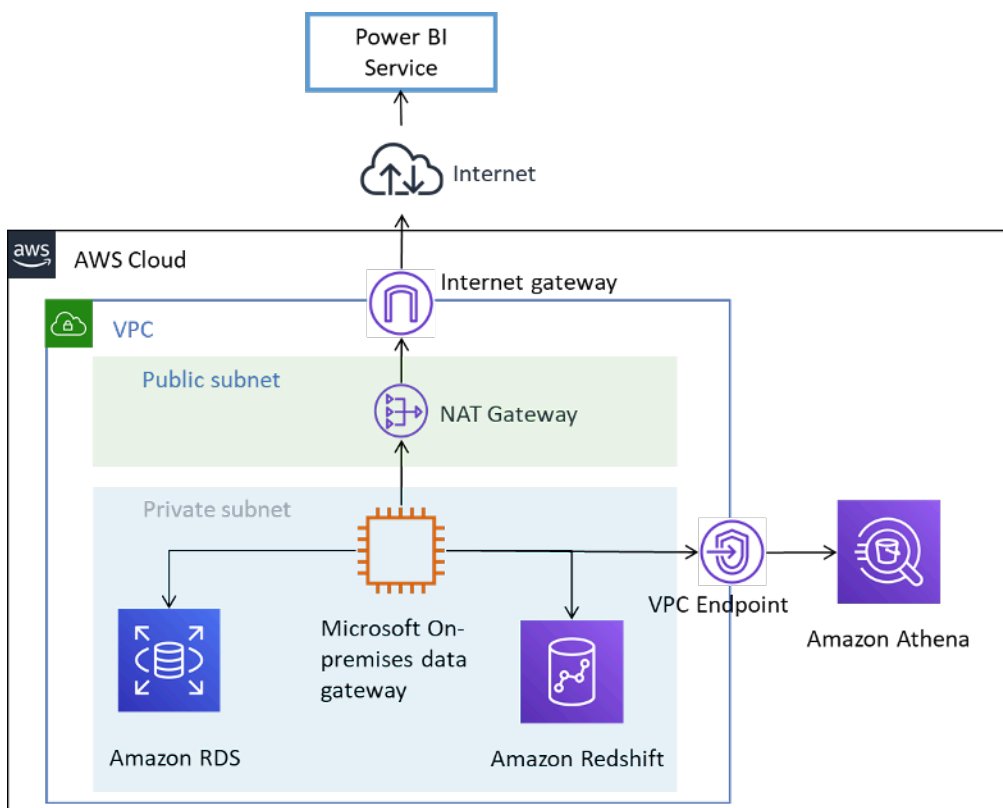 Power BI
Service
Internet
aws
AWS Cloud
Internet gateway
VPC
Public subnet
NAT Gateway
Private subnet
VPC Endpoint
Microsoft On-
premises data
gateway
Amazon Athena
Amazon RDS
Amazon Redshift